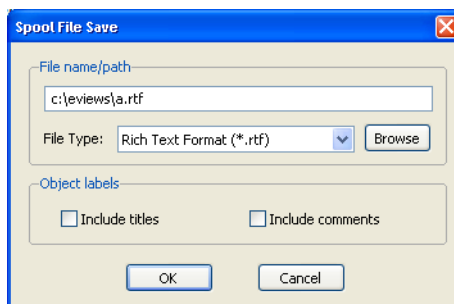 Spool File Save
File name/path
c:\eviews\a.rtf
File Type: Rich Text Format (*.rtf) Browse
Object labels
Include titles Include comments
OK Cancel